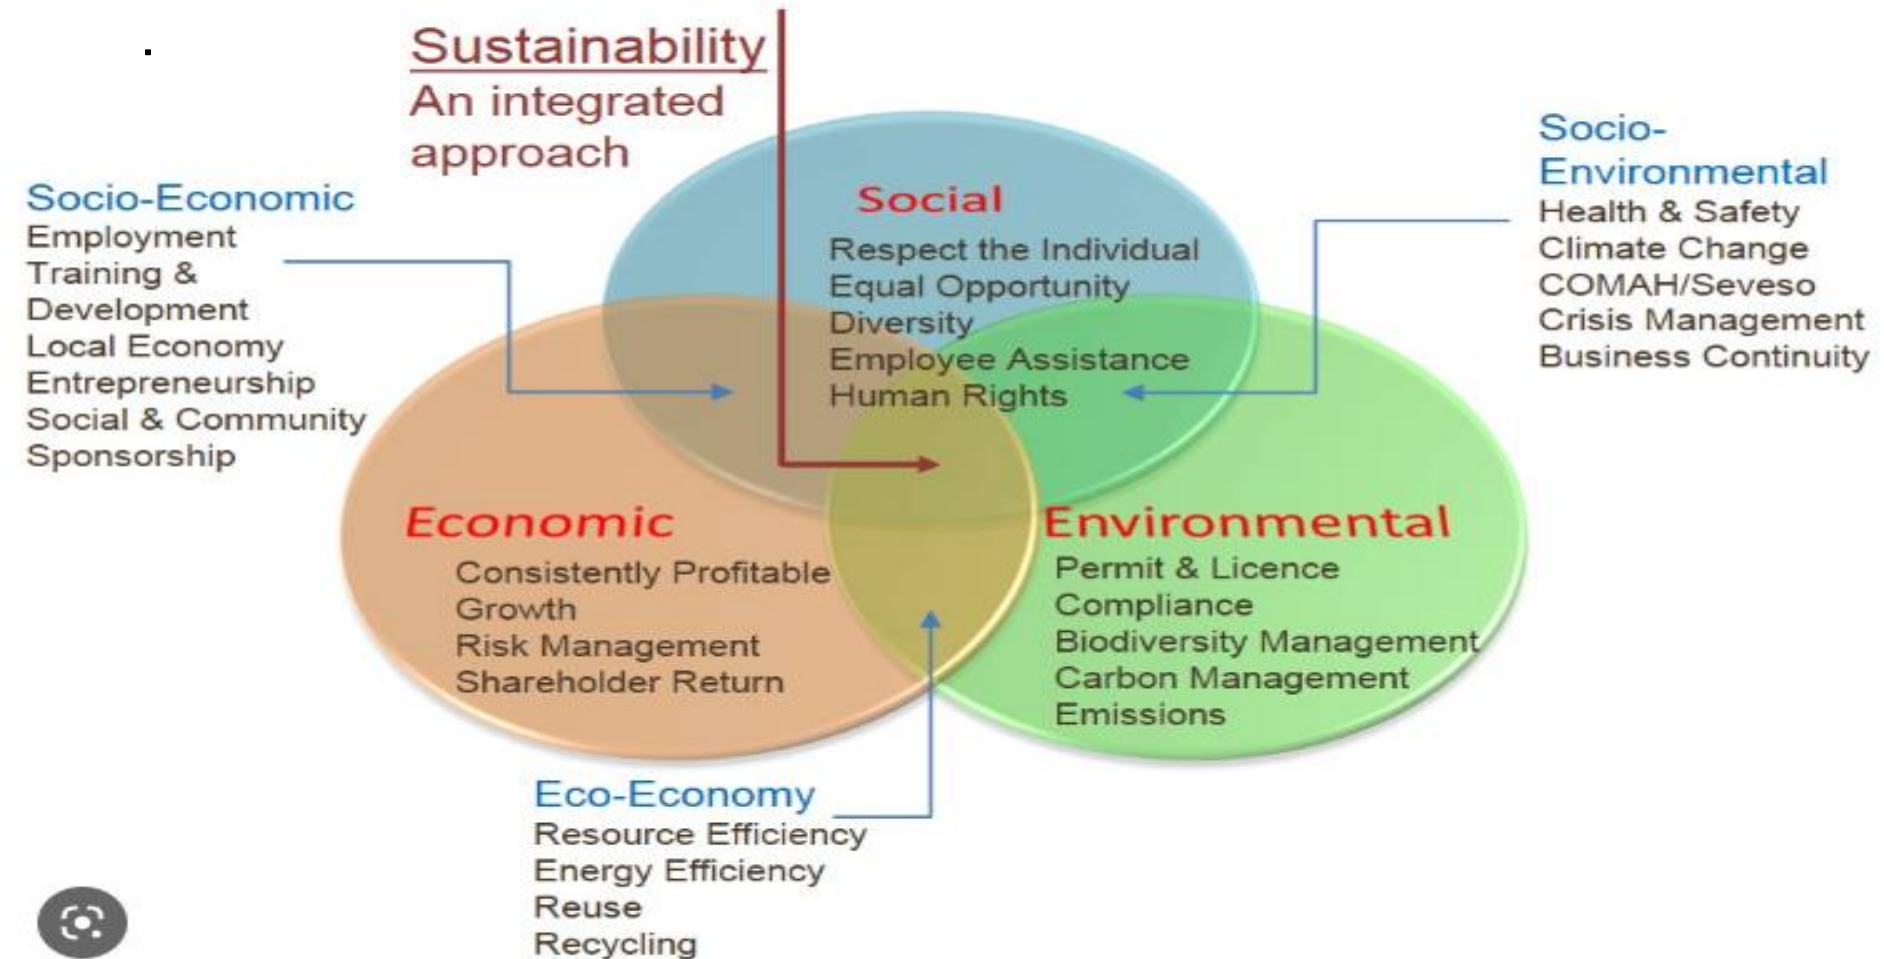 Sustainability
An integrated
approach
Socio-Economic
Employment
Training &
Development
Local Economy
Entrepreneurship
Social & Community
Sponsorship
Social
Respect the Individual
Equal Opportunity
Diversity
Employee Assistance
Human Rights
Socio-
Environmental
Health & Safety
Climate Change
COMAH/Seveso
Crisis Management
Business Continuity
Economic
Consistently Profitable
Growth
Risk Management
Shareholder Return
Environmental
Permit & Licence
Compliance
Biodiversity Management
Carbon Management
Emissions
Eco-Economy
Resource Efficiency
Energy Efficiency
Reuse
Recycling